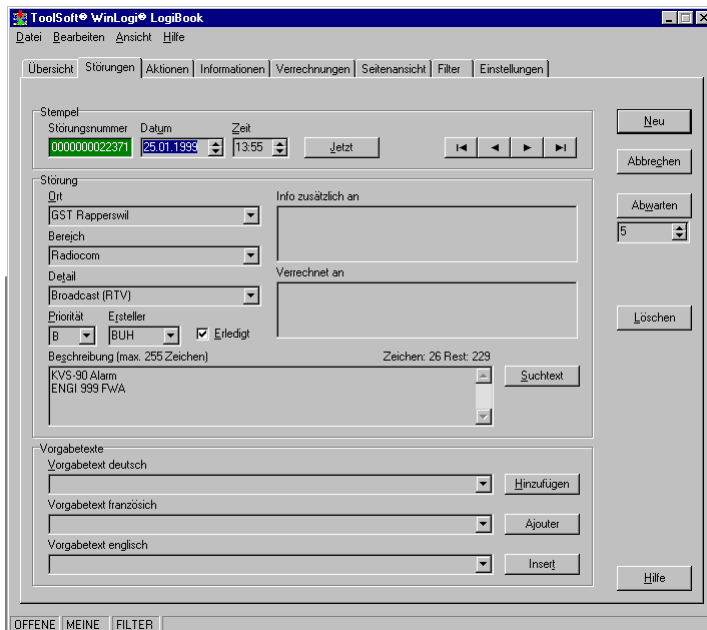 ToolSoft® WinLogi® LogiBook
Datei Bearbeiten Ansicht Hilfe
Übersicht Störungen Aktionen Informationen Verrechnungen Seitenansicht Filter Einstellungen
Stempel
Störungsnummer Datum Zeit
0000000022371 25.01.1999 13:55 Jetzt
Neu
Abbrechen
Abwarten
5
Löschen
Hilfe
Störung
Ort
GST Rapperswil
Bereich
Radiocom
Detail
Broadcast (RTV)
Priorität Ersteller
B BUH Erledigt
Info zusätzlich an
Verrechnet an
Beschreibung (max. 255 Zeichen) Zeichen: 26 Rest: 229
KVS-90 Alarm
ENGI 999 FWA
Suchtext
Vorgabetexte
Vorgabetext deutsch
Hinzufügen
Vorgabetext französich
Ajouter
Vorgabetext englisch
Insert
OFFENE MEINE FILTER